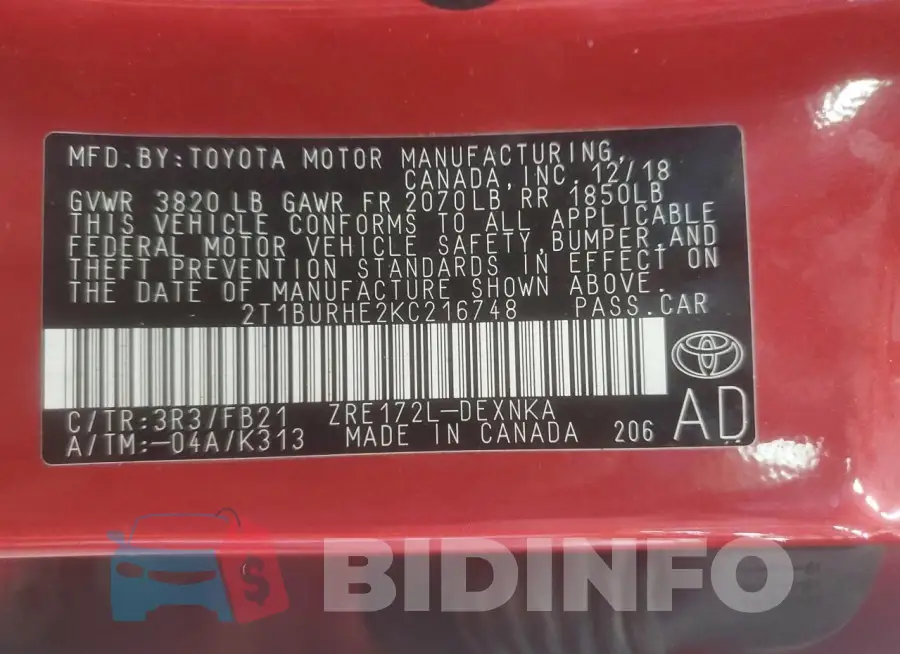 MFD.BY:TOYOTA MOTOR MANUFACTURING,
CANADA,INC. 12/18
GVWR 3820 LB GAWR FR 2070LB RR 1850LB
THIS VEHICLE CONFORMS TO ALL APPLICABLE
FEDERAL MOTOR VEHICLE SAFETY,BUMPER,AND
THEFT PREVENTION STANDARDS IN EFFECT ON
THE DATE OF MANUFACTURE SHOWN ABOVE.
2T1BURHE2KC216748 PASS.CAR
C/TR:3R3/FB21 ZRE172L-DEXNKA
A/TM:-04A/K313 MADE IN CANADA 206 AD
BIDINFO